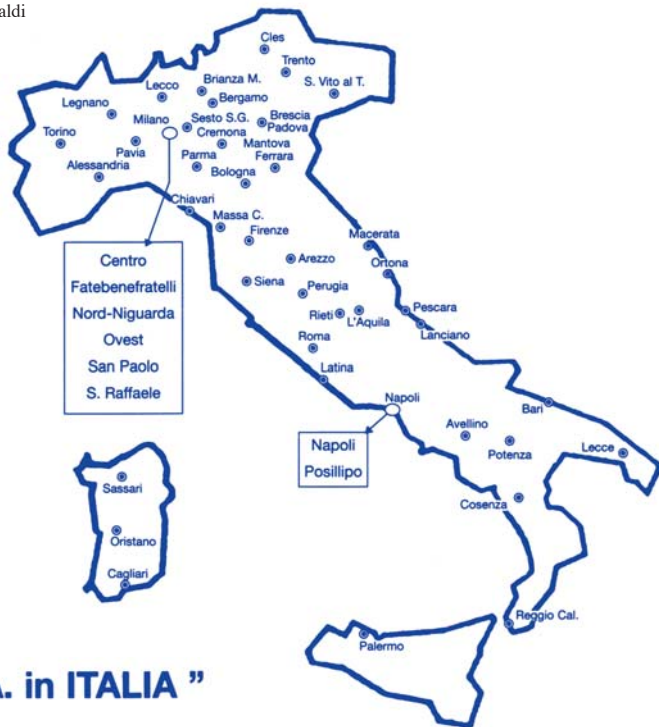 aldi
Cles
Trento
S. Vito al T.
Lecco
Brianza M.
Bergamo
Legnano
Milano
Sesto S.G.
Brescia
Padova
Torino
Pavia
Cremona
Mantova
Alessandria
Parma
Ferrara
Bologna
Chiavari
Massa C.
Firenze
Macerata
Arezzo
Ortona
Siena
Perugia
Rieti
L'Aquila
Pescara
Lanciano
Roma
Latina
Centro
Fatebenefratelli
Nord-Niguarda
Ovest
San Paolo
S. Raffaele
Napoli
Bari
Avellino
Potenza
Lecce
Napoli
Posillipo
Cosenza
Sassari
Oristano
Cagliari
Reggio Cal.
Palermo
A. in ITALIA ”